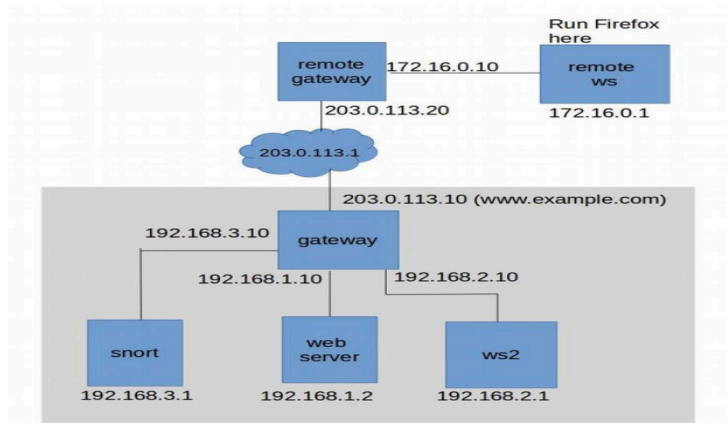 Run Firefox
here
remote
gateway
172.16.0.10
remote
ws
203.0.113.20
172.16.0.1
203.0.113.1
203.0.113.10 (www.example.com)
192.168.3.10
gateway
192.168.1.10
192.168.2.10
snort
web
server
ws2
192.168.3.1
192.168.1.2
192.168.2.1